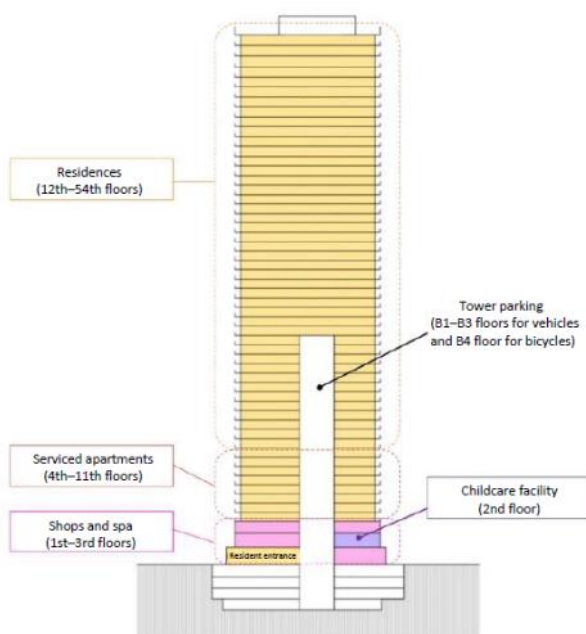 Residences
(12th–54th floors)
Tower parking
(B1–B3 floors for vehicles
and B4 floor for bicycles)
Serviced apartments
(4th–11th floors)
Childcare facility
(2nd floor)
Shops and spa
(1st–3rd floors)
Resident entrance